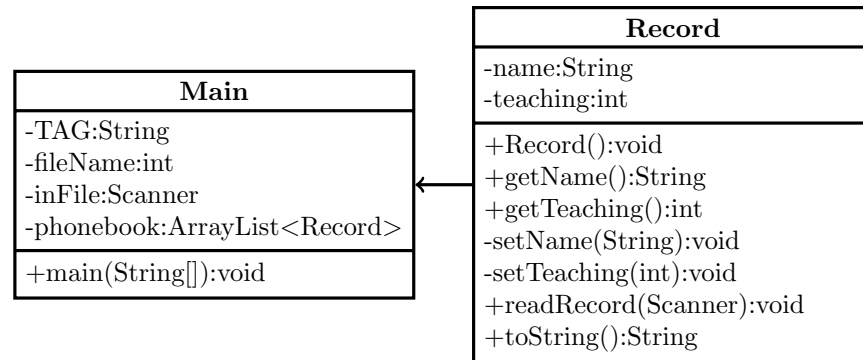 Main
-TAG:String
-fileName:int
-inFile:Scanner
-phonebook:ArrayList<Record>
+main(String[]):void
Record
-name:String
-teaching:int
+Record():void
+getName():String
+getTeaching():int
-setName(String):void
-setTeaching(int):void
+readRecord(Scanner):void
+toString():String